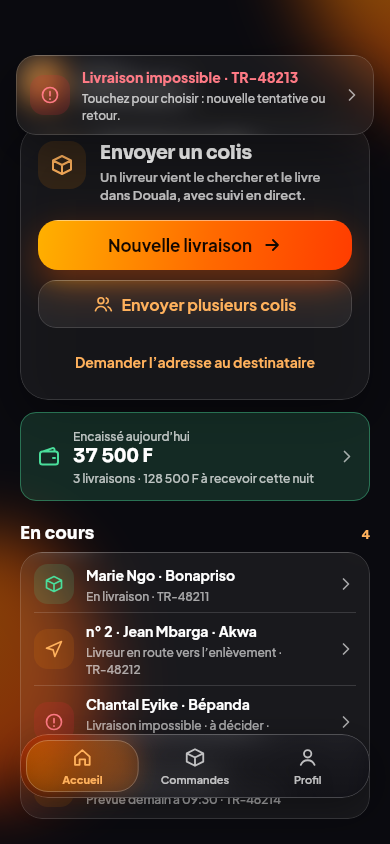 Livraison impossible · TR-48213
Touchez pour choisir : nouvelle tentative ou
retour.
Envoyer un colis
Un livreur vient le chercher et le livre
dans Douala, avec suivi en direct.
Nouvelle livraison →
Envoyer plusieurs colis
Demander l’adresse au destinataire
Encaissé aujourd’hui
37 500 F
3 livraisons · 128 500 F à recevoir cette nuit
En cours
4
Marie Ngo · Bonapriso
En livraison · TR-48211
n° 2 · Jean Mbarga · Akwa
Livreur en route vers l’enlèvement ·
TR-48212
Chantal Eyike · Bépanda
Livraison impossible · à décider ·
Accueil
Commandes
Profil
Prévue demain à 09:30 · TR-48214